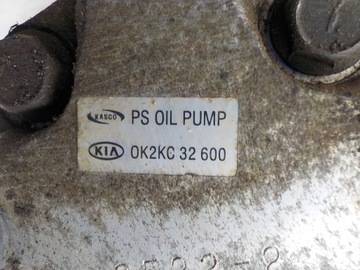 KASCO PS OIL PUMP
KIA 0K2KC 32 600